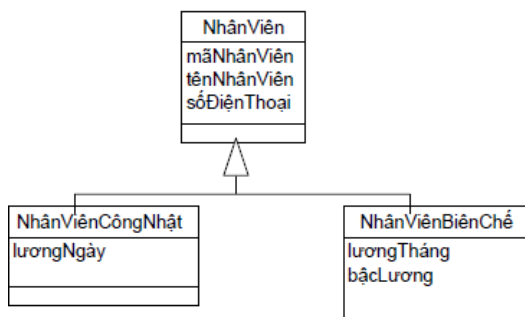 NhânViên
mãNhânViên
tênNhânViên
sốĐiệnThoại
NhânViênCôngNhật
lươngNgày
NhânViênBiênChế
lươngTháng
bậcLương